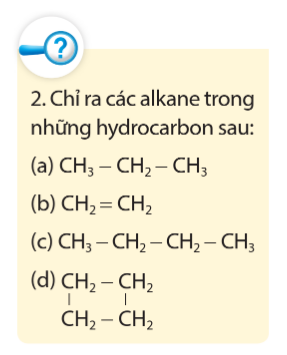 ?
2. Chỉ ra các alkane trong
những hydrocarbon sau:
(a) CH₃ – CH₂ – CH₃
(b) CH₂ = CH₂
(c) CH₃ – CH₂ – CH₂ – CH₃
(d) CH₂ – CH₂
| |
CH₂ – CH₂